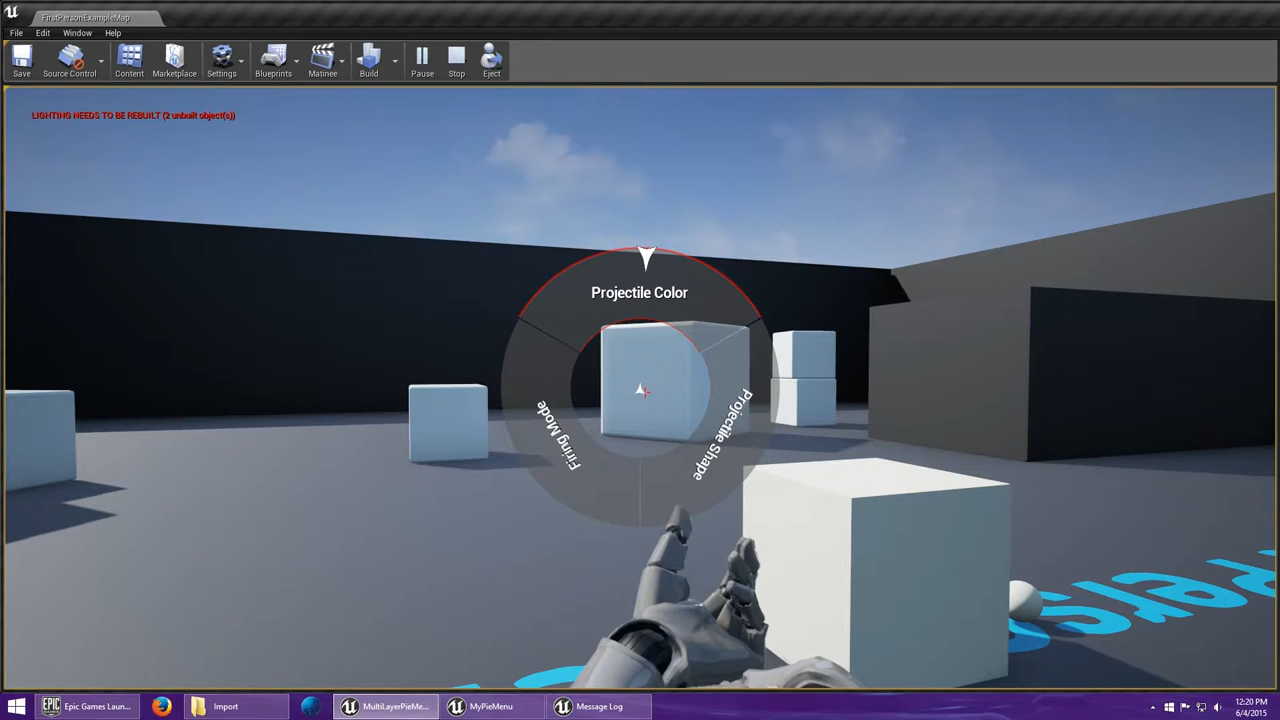 FirstPersonExampleMap
File Edit Window Help
Save Source Control Content Marketplace Settings Blueprints Matinee Build Pause Stop Eject
LIGHTING NEEDS TO BE REBUILT (2 unbuilt object(s))
Projectile Color
Firing Mode
Projectile Shape
EPIC Epic Games Laun... Import MultiLayerPieMe... MyPieMenu Message Log
12:20 PM
6/4/2015